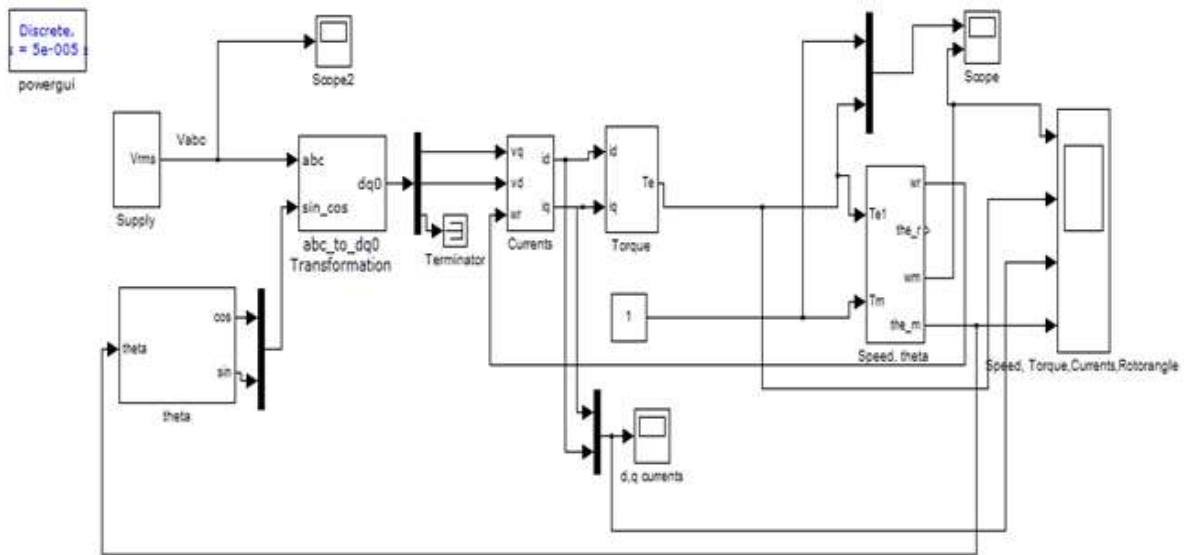 Discrete,
s = 5e-005 s
powergui
Scope2
Scope
Vabc
Vrms
Supply
abc
sin_cos
dq0
abc_to_dq0
Transformation
Terminator
vq
vd
wr
id
iq
Currents
id
iq
Te
Torque
1
Te1
Tm
wr
the_r
wm
the_m
Speed. theta
Speed, Torque,Currents,Rotorangle
theta
cos
sin
theta
d,q currents